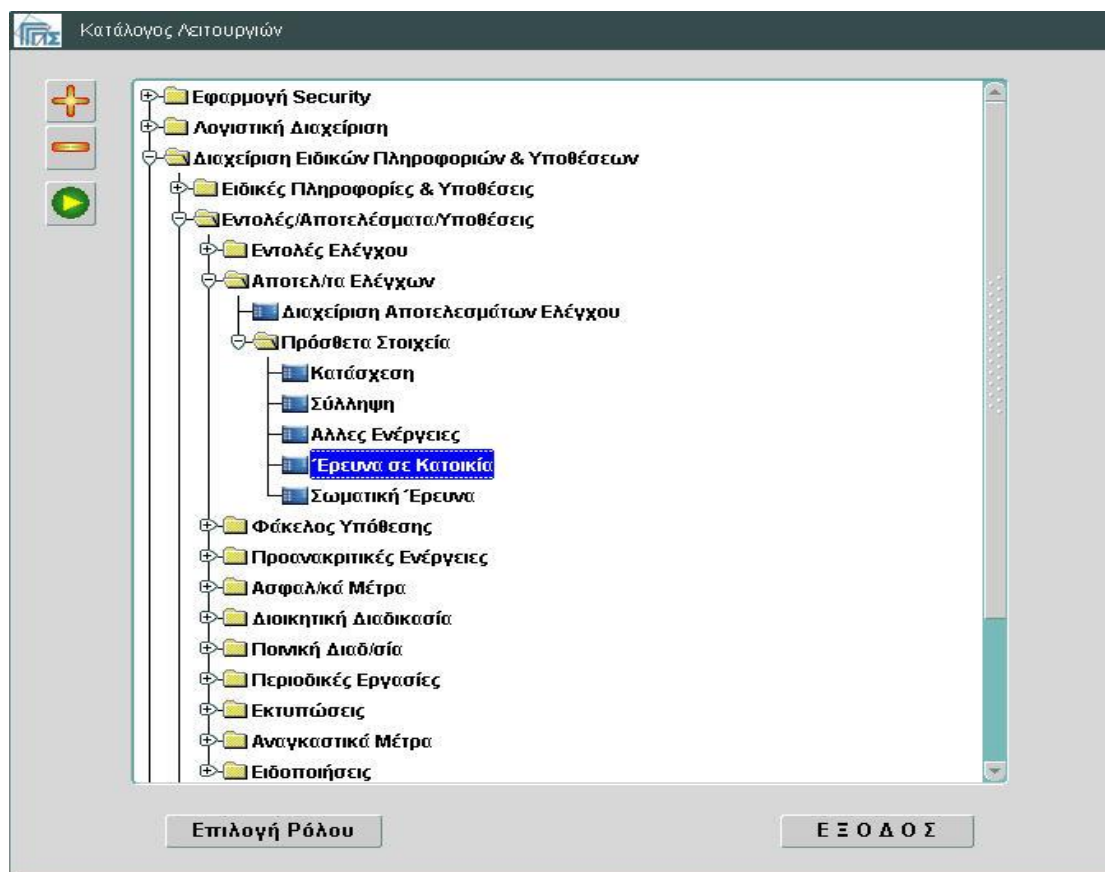 Κατάλογος Λειτουργιών
Εφαρμογή Security
Λογιστική Διαχείριση
Διαχείριση Ειδικών Πληροφοριών & Υποθέσεων
Ειδικές Πληροφορίες & Υποθέσεις
Εντολές/Αποτελέσματα/Υποθέσεις
Εντολές Ελέγχου
Αποτελ/τα Ελέγχων
Διαχείριση Αποτελεσμάτων Ελέγχου
Πρόσθετα Στοιχεία
Κατάσχεση
Σύλληψη
Αλλες Ενέργειες
Έρευνα σε Κατοικία
Σωματική Έρευνα
Φάκελος Υπόθεσης
Προανακριτικές Ενέργειες
Ασφαλ/κά Μέτρα
Διοικητική Διαδικασία
Ποινική Διαδ/σία
Περιοδικές Εργασίες
Εκτυπώσεις
Αναγκαστικά Μέτρα
Ειδοποιήσεις
Επιλογή Ρόλου
Ε Ξ Ο Δ Ο Σ